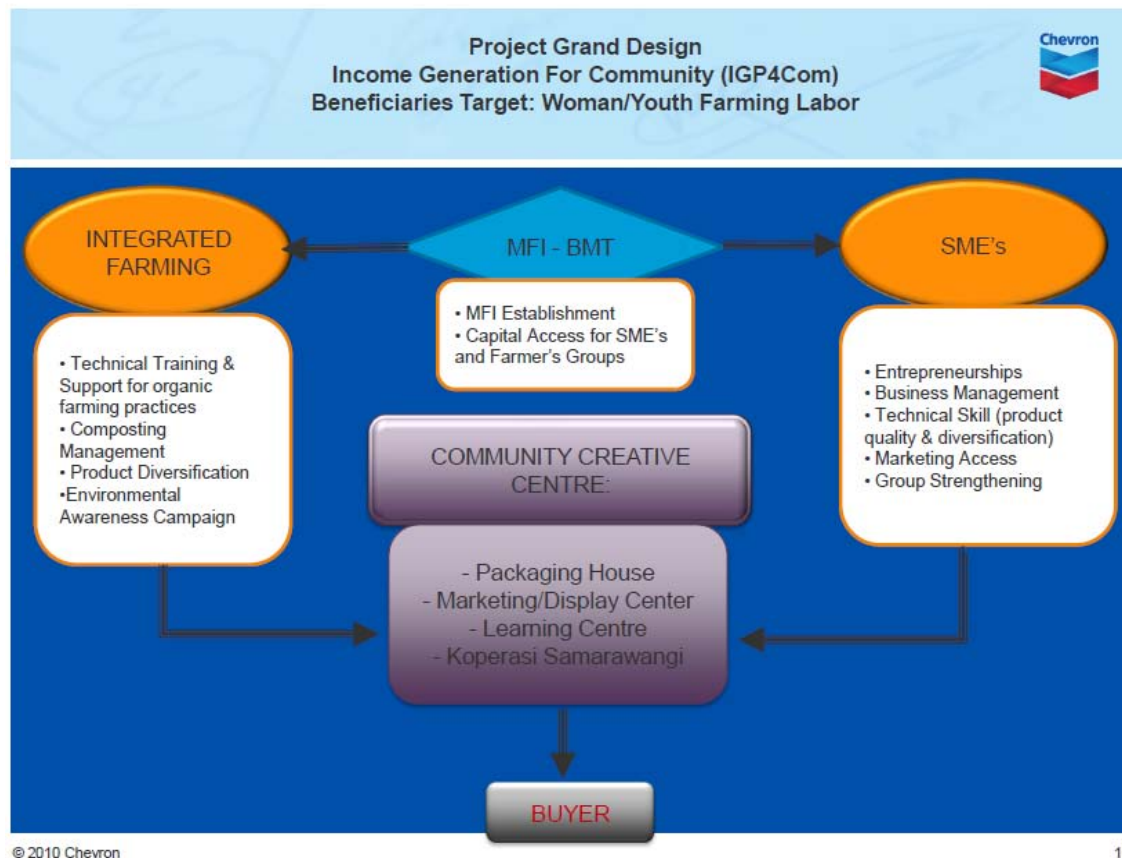 Project Grand Design
Income Generation For Community (IGP4Com)
Beneficiaries Target: Woman/Youth Farming Labor
Chevron
INTEGRATED
FARMING
• Technical Training &
Support for organic
farming practices
• Composting
Management
• Product Diversification
•Environmental
Awareness Campaign
MFI - BMT
• MFI Establishment
• Capital Access for SME's
and Farmer's Groups
SME's
• Entrepreneurships
• Business Management
• Technical Skill (product
quality & diversification)
• Marketing Access
• Group Strengthening
COMMUNITY CREATIVE
CENTRE:
- Packaging House
- Marketing/Display Center
- Learning Centre
- Koperasi Samarawangi
BUYER
© 2010 Chevron
1